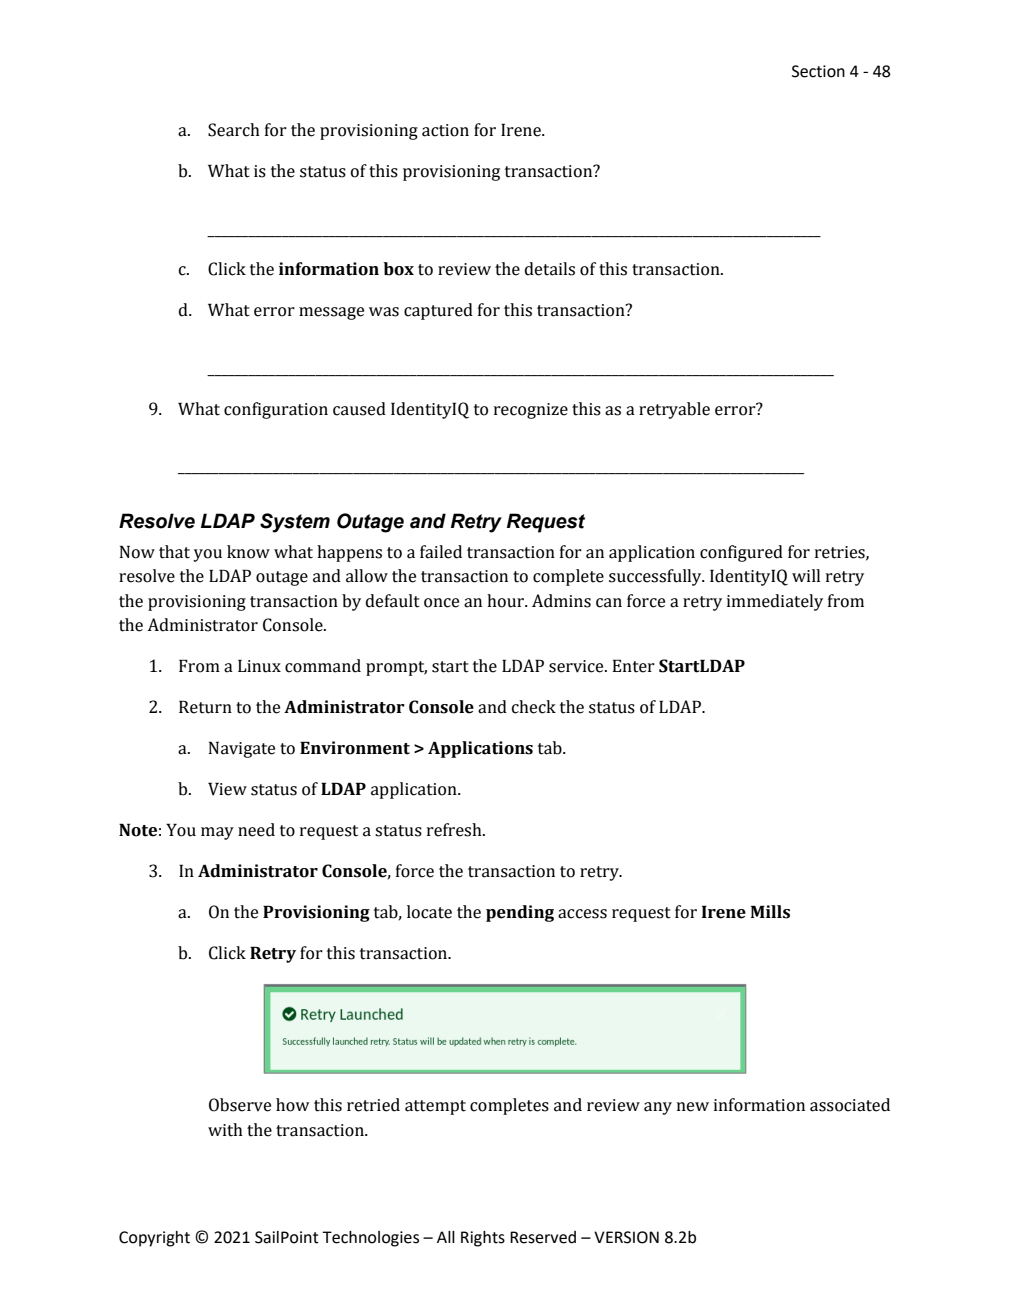 Section 4 - 48
a. Search for the provisioning action for Irene.
b. What is the status of this provisioning transaction?
c. Click the information box to review the details of this transaction.
d. What error message was captured for this transaction?
9. What configuration caused IdentityIQ to recognize this as a retryable error?
Resolve LDAP System Outage and Retry Request
Now that you know what happens to a failed transaction for an application configured for retries,
resolve the LDAP outage and allow the transaction to complete successfully. IdentityIQ will retry
the provisioning transaction by default once an hour. Admins can force a retry immediately from
the Administrator Console.
1. From a Linux command prompt, start the LDAP service. Enter StartLDAP
2. Return to the Administrator Console and check the status of LDAP.
a. Navigate to Environment > Applications tab.
b. View status of LDAP application.
Note: You may need to request a status refresh.
3. In Administrator Console, force the transaction to retry.
a. On the Provisioning tab, locate the pending access request for Irene Mills
b. Click Retry for this transaction.
Retry Launched
Successfully launched retry. Status will be updated when retry is complete.
Observe how this retried attempt completes and review any new information associated
with the transaction.
Copyright © 2021 SailPoint Technologies – All Rights Reserved – VERSION 8.2b